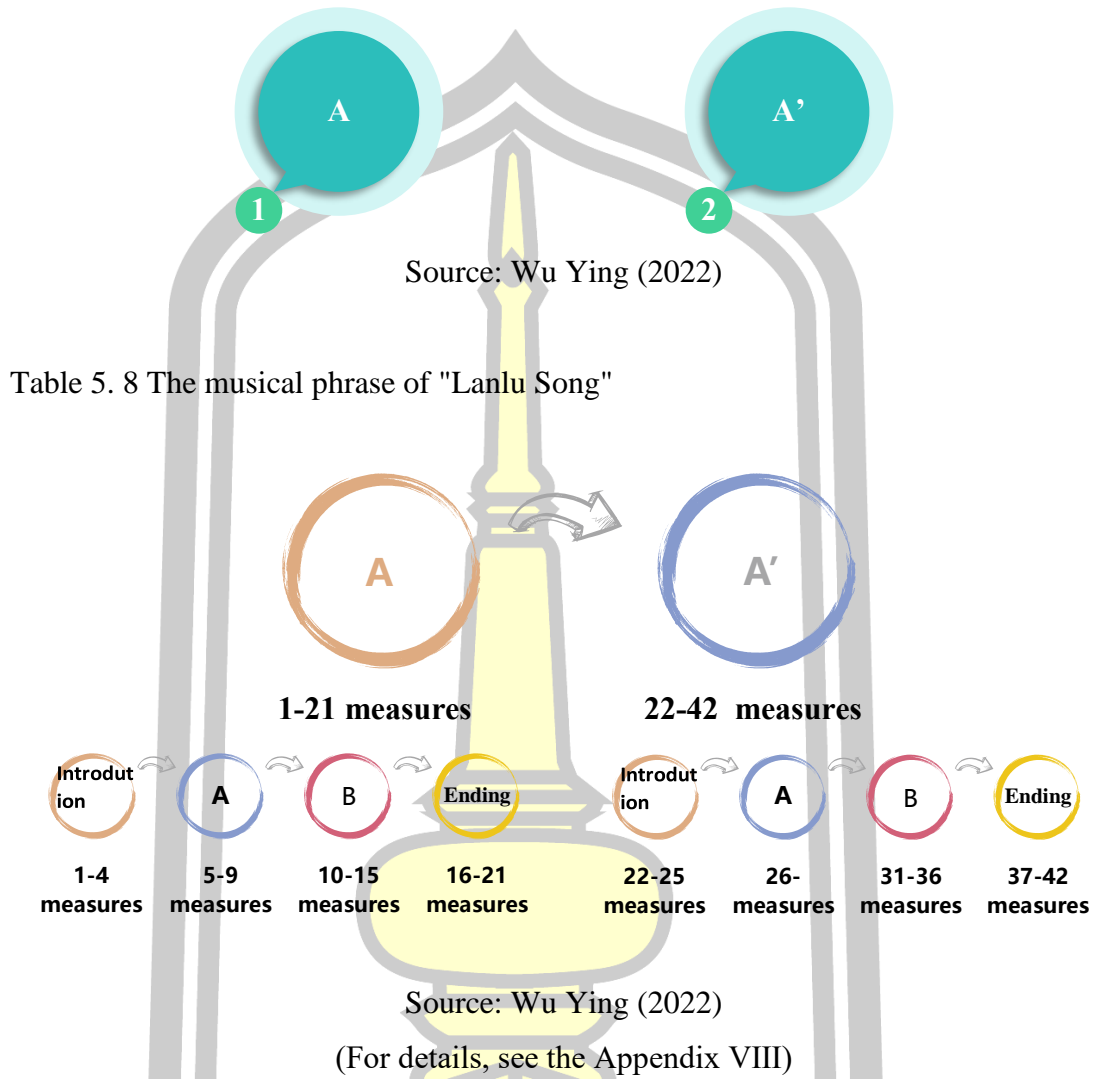 A A’
1 2
Source: Wu Ying (2022)
Table 5. 8 The musical phrase of "Lanlu Song"
A A′
1-21 measures 22-42 measures
Introdut Introdut
ion A B Ending ion A B Ending
1-4 5-9 10-15 16-21 22-25 26- 31-36 37-42
measures measures measures measures measures measures measures measures
Source: Wu Ying (2022)
(For details, see the Appendix VIII)